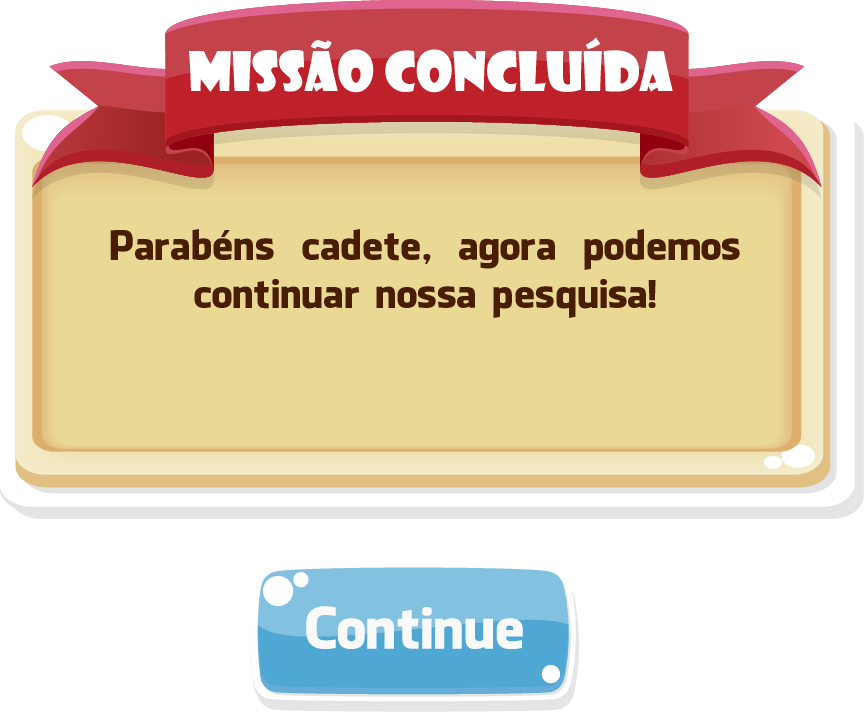 MISSÃO CONCLUÍDA
Parabéns cadete, agora podemos
continuar nossa pesquisa!
Continue